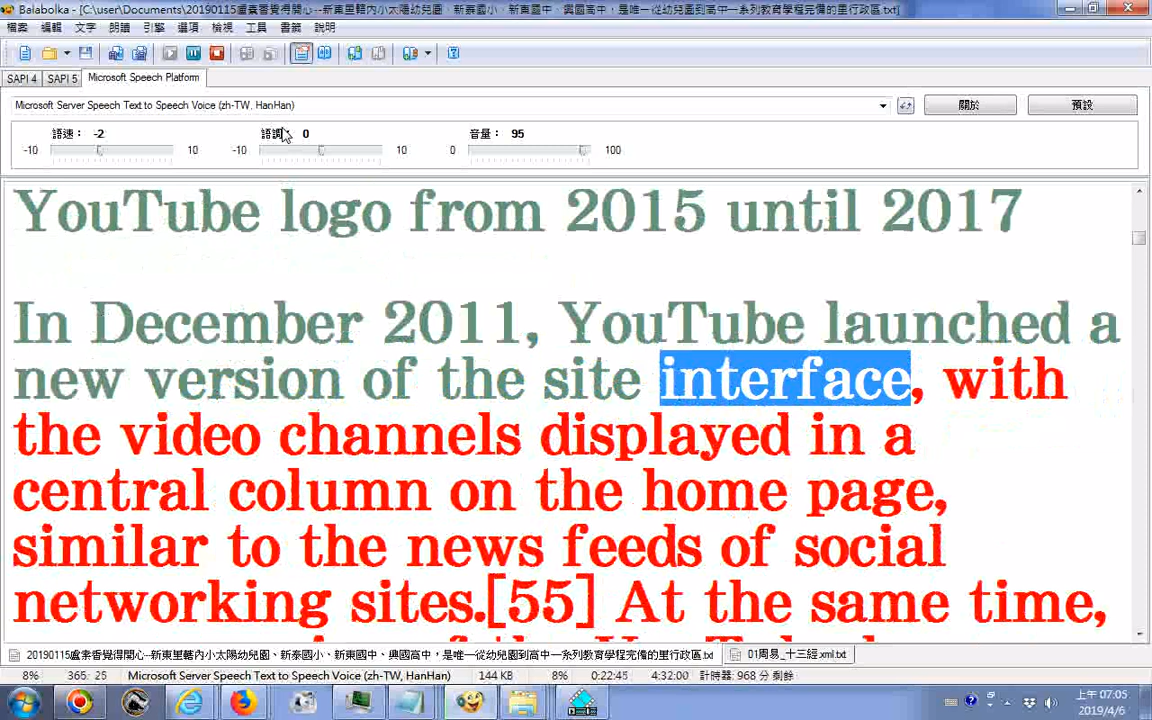 Balabolka - [C:\user\Documents\20190115盧素香覺得開心--新東里轄內小太陽幼兒園、新泰國小、新東國中、興國高中，是唯一從幼兒園到高中一系列教育學程完備的里行政區.txt]
檔案 編輯 文字 朗讀 引擎 選項 檢視 工具 書籤 說明
SAPI 4 SAPI 5 Microsoft Speech Platform
Microsoft Server Speech Text to Speech Voice (zh-TW, HanHan) 關於 預設
語速： -2 語調： 0 音量： 95
-10 10 -10 10 0 100
YouTube logo from 2015 until 2017
In December 2011, YouTube launched a
new version of the site interface, with
the video channels displayed in a
central column on the home page,
similar to the news feeds of social
networking sites.[55] At the same time,
20190115盧素香覺得開心--新東里轄內小太陽幼兒園、新泰國小、新東國中、興國高中，是唯一從幼兒園到高中一系列教育學程完備的里行政區.txt 01周易_十三經.xml.txt
8% 365: 25 Microsoft Server Speech Text to Speech Voice (zh-TW, HanHan) 144 KB 8% 0:22:45 4:32:00 計時器: 968 分 剩餘
上午 07:05
2019/4/6